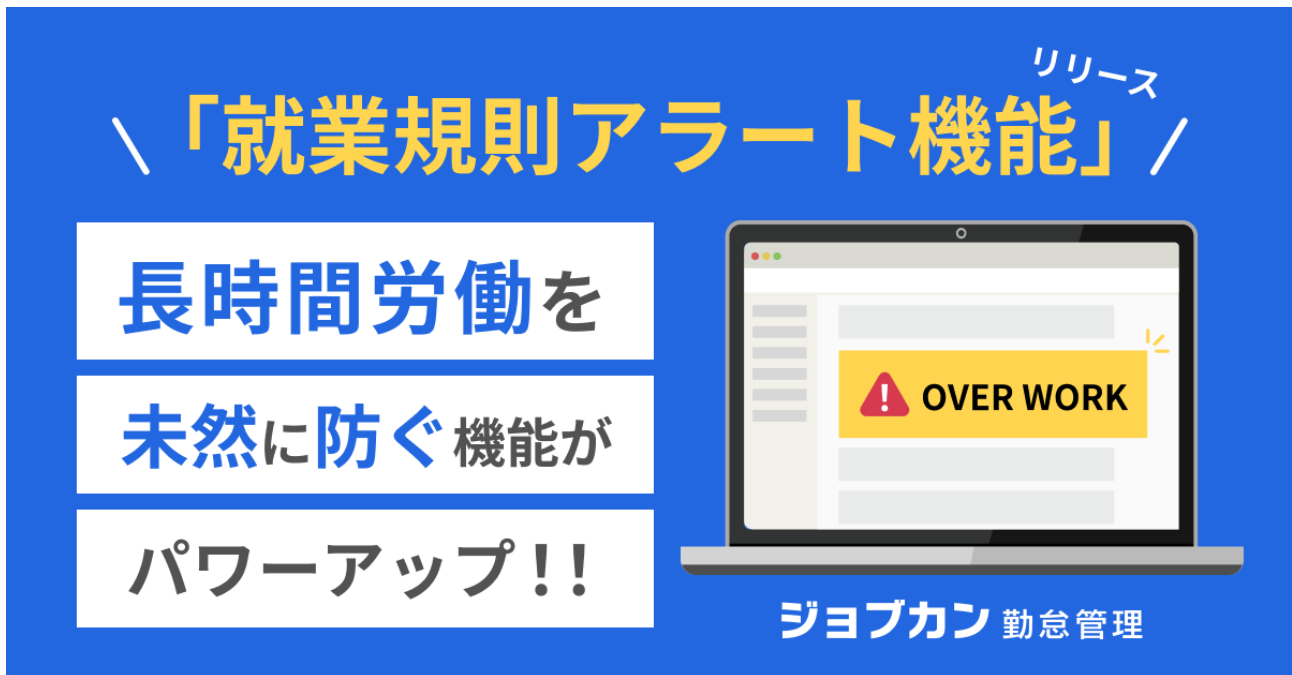 リリース
「就業規則アラート機能」
長時間労働を
未然に防ぐ機能が
パワーアップ！！
! OVER WORK
ジョブカン 勤怠管理